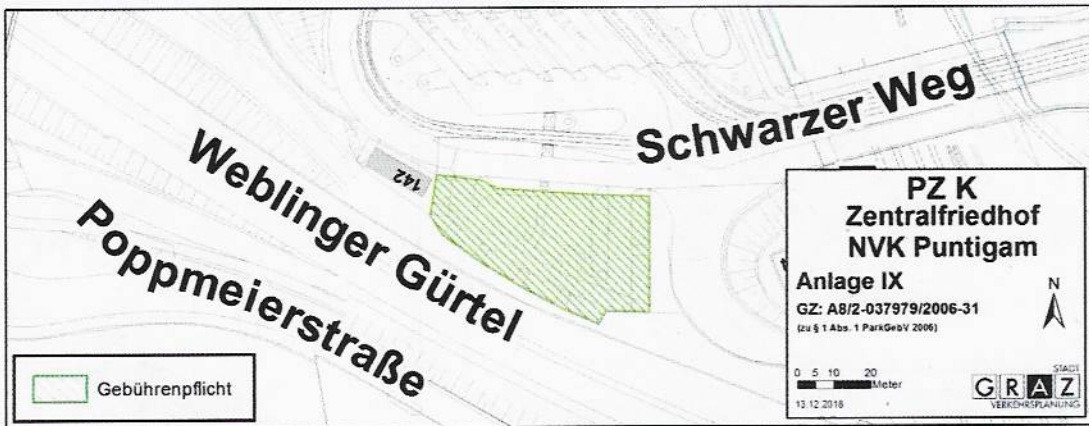 Schwarzer Weg
Weblinger Gürtel
Poppmeierstraße
142
PZ K
Zentralfriedhof
NVK Puntigam
Anlage IX
GZ: A8/2-037979/2006-31
(zu § 1 Abs. 1 ParkGebV 2006)
N
0 5 10 20
Meter
13.12.2018
STADT
GRAZ
VERKEHRSPLANUNG
Gebührenpflicht